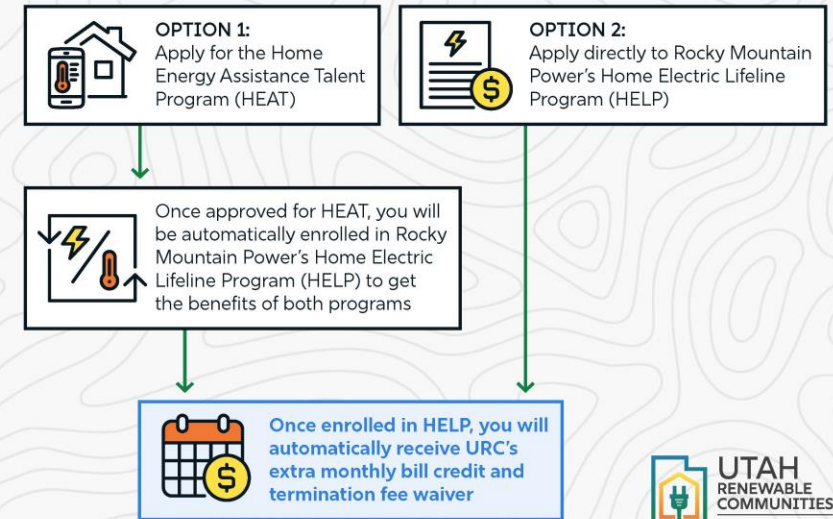 OPTION 1:
Apply for the Home
Energy Assistance Talent
Program (HEAT)
OPTION 2:
Apply directly to Rocky Mountain
Power's Home Electric Lifeline
Program (HELP)
Once approved for HEAT, you will
be automatically enrolled in Rocky
Mountain Power's Home Electric
Lifeline Program (HELP) to get
the benefits of both programs
Once enrolled in HELP, you will
automatically receive URC's
extra monthly bill credit and
termination fee waiver
UTAH
RENEWABLE
COMMUNITIES